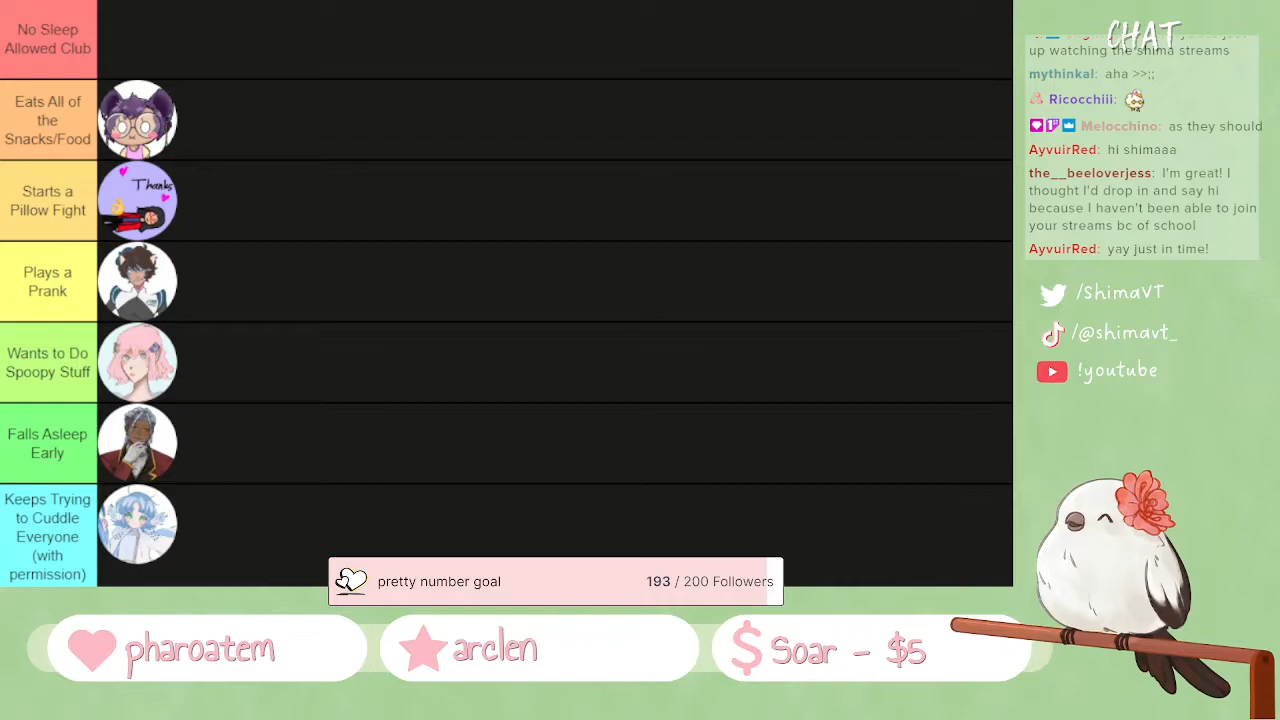 No Sleep
Allowed Club
Eats All of
the
Snacks/Food
Thanks
Starts a
Pillow Fight
Plays a
Prank
Wants to Do
Spoopy Stuff
Falls Asleep
Early
Keeps Trying
to Cuddle
Everyone
(with
permission)
pretty number goal
193 / 200 Followers
pharoatem
arclen
Soar - $5
CHAT
up watching the shima streams
mythinkal: aha >>;;
Ricocchiii:
Melocchino: as they should
AyvuirRed: hi shimaaa
the__beeloverjess: I'm great! I
thought I'd drop in and say hi
because I haven't been able to join
your streams bc of school
AyvuirRed: yay just in time!
/ShimaVT
/@shimavt_
!youtube